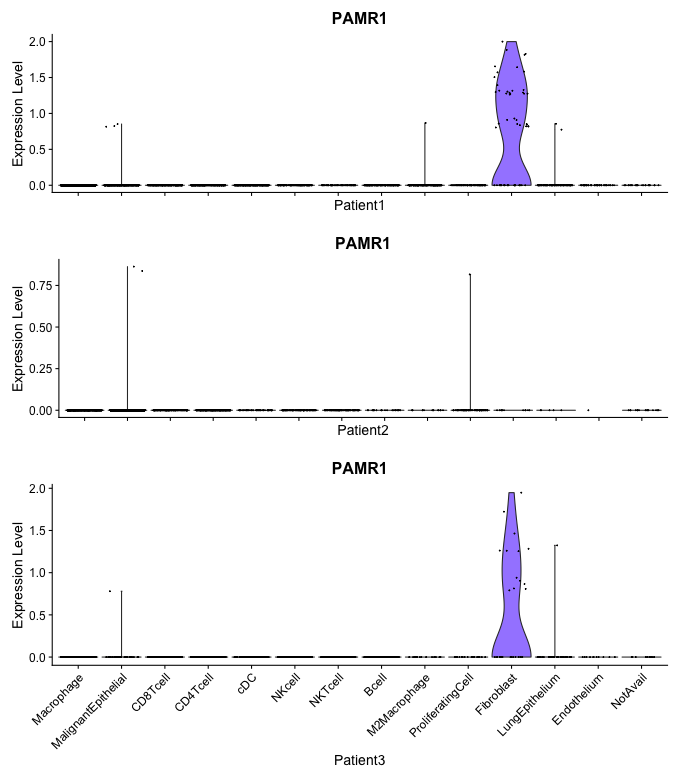 PAMR1
Expression Level
2.0
1.5
1.0
0.5
0.0
Patient1
PAMR1
Expression Level
0.75
0.50
0.25
0.00
Patient2
PAMR1
Expression Level
2.0
1.5
1.0
0.5
0.0
Macrophage
MalignantEpithelial
CD8Tcell
CD4Tcell
cDC
NKcell
NKTcell
Bcell
M2Macrophage
ProliferatingCell
Fibroblast
LungEpithelium
Endothelium
NotAvail
Patient3